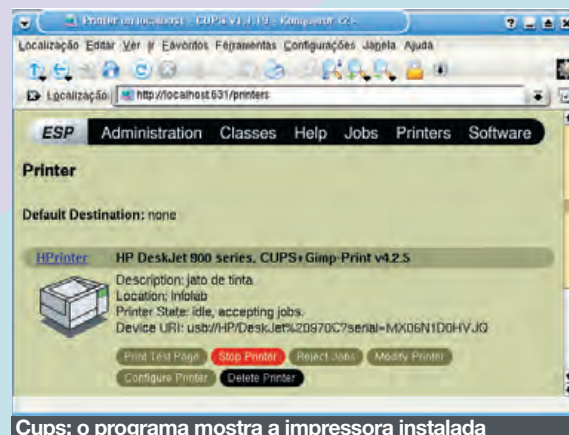 Printer on localhost - CUPS v1.1.19 - Konqueror
Localização Editar Ver Ir Favoritos Ferramentas Configurações Janela Ajuda
Localização http://localhost:631/printers
ESP Administration Classes Help Jobs Printers Software
Printer
Default Destination: none
HPrinter HP DeskJet 900 series, CUPS+Gimp-Print v4.2.5
Description: jato de tinta
Location: Infolab
Printer State: idle, accepting jobs.
Device URI: usb://HP/DeskJet%20970C?serial=MX06N1D0HVJQ
Print Test Page Stop Printer Reject Jobs Modify Printer
Configure Printer Delete Printer
Cups: o programa mostra a impressora instalada